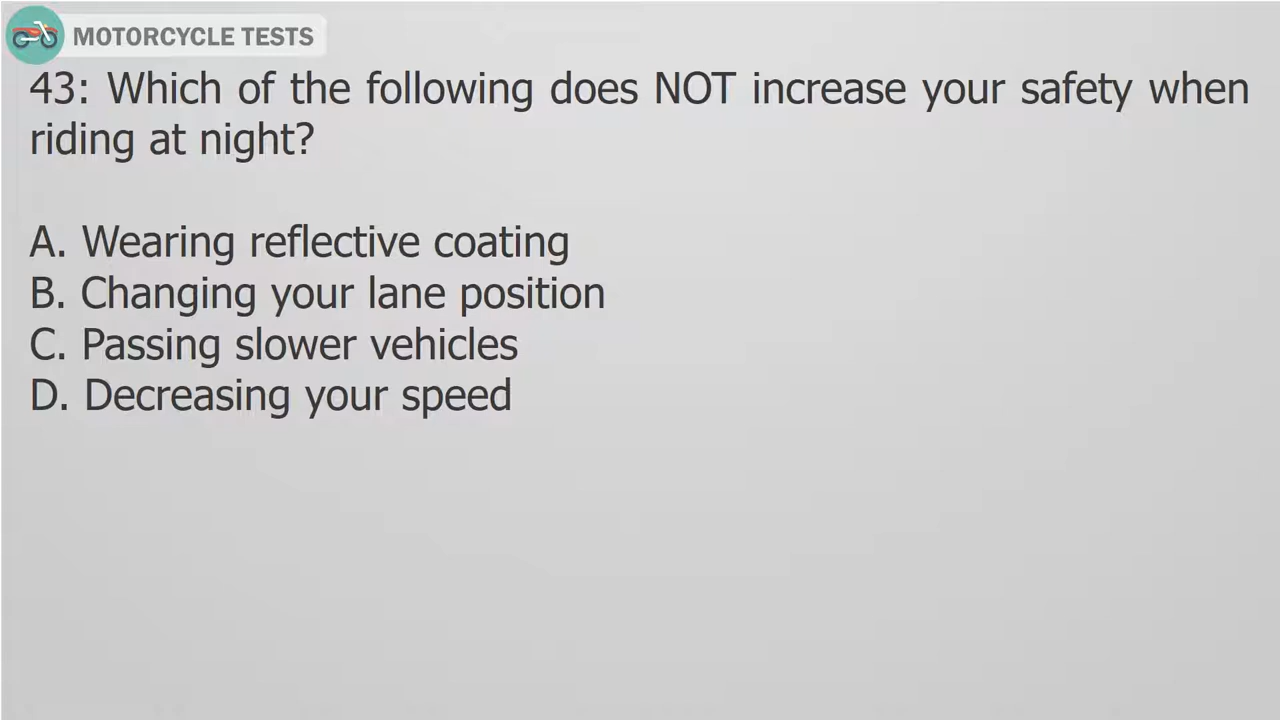 MOTORCYCLE TESTS
43: Which of the following does NOT increase your safety when
riding at night?
A. Wearing reflective coating
B. Changing your lane position
C. Passing slower vehicles
D. Decreasing your speed